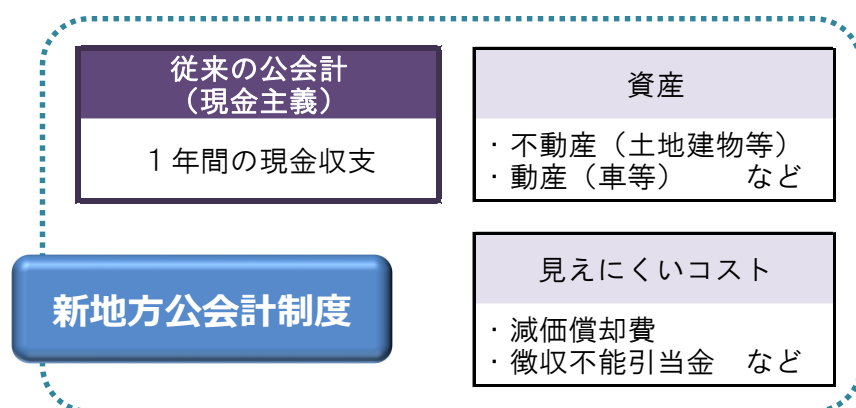 従来の公会計
（現金主義）
１年間の現金収支
資産
・不動産（土地建物等）
・動産（車等）　　など
見えにくいコスト
・減価償却費
・徴収不能引当金　など
新地方公会計制度